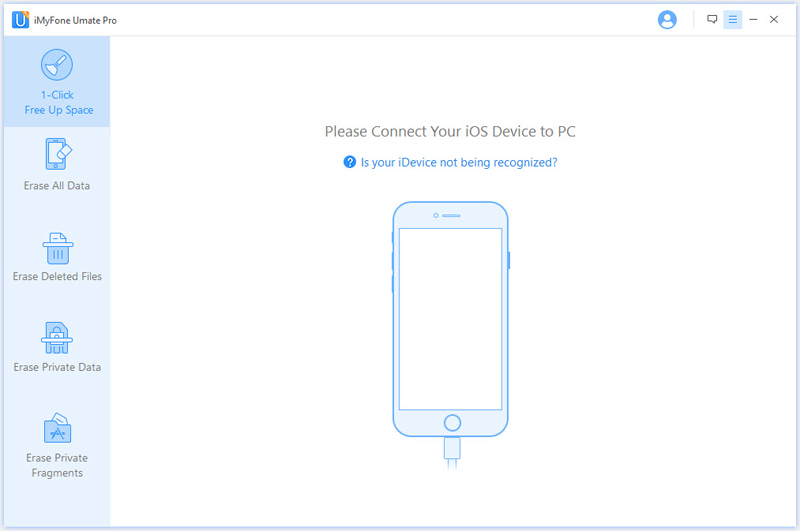 iMyFone Umate Pro
1-Click
Free Up Space
Erase All Data
Erase Deleted Files
Erase Private Data
Erase Private
Fragments
Please Connect Your iOS Device to PC
Is your iDevice not being recognized?